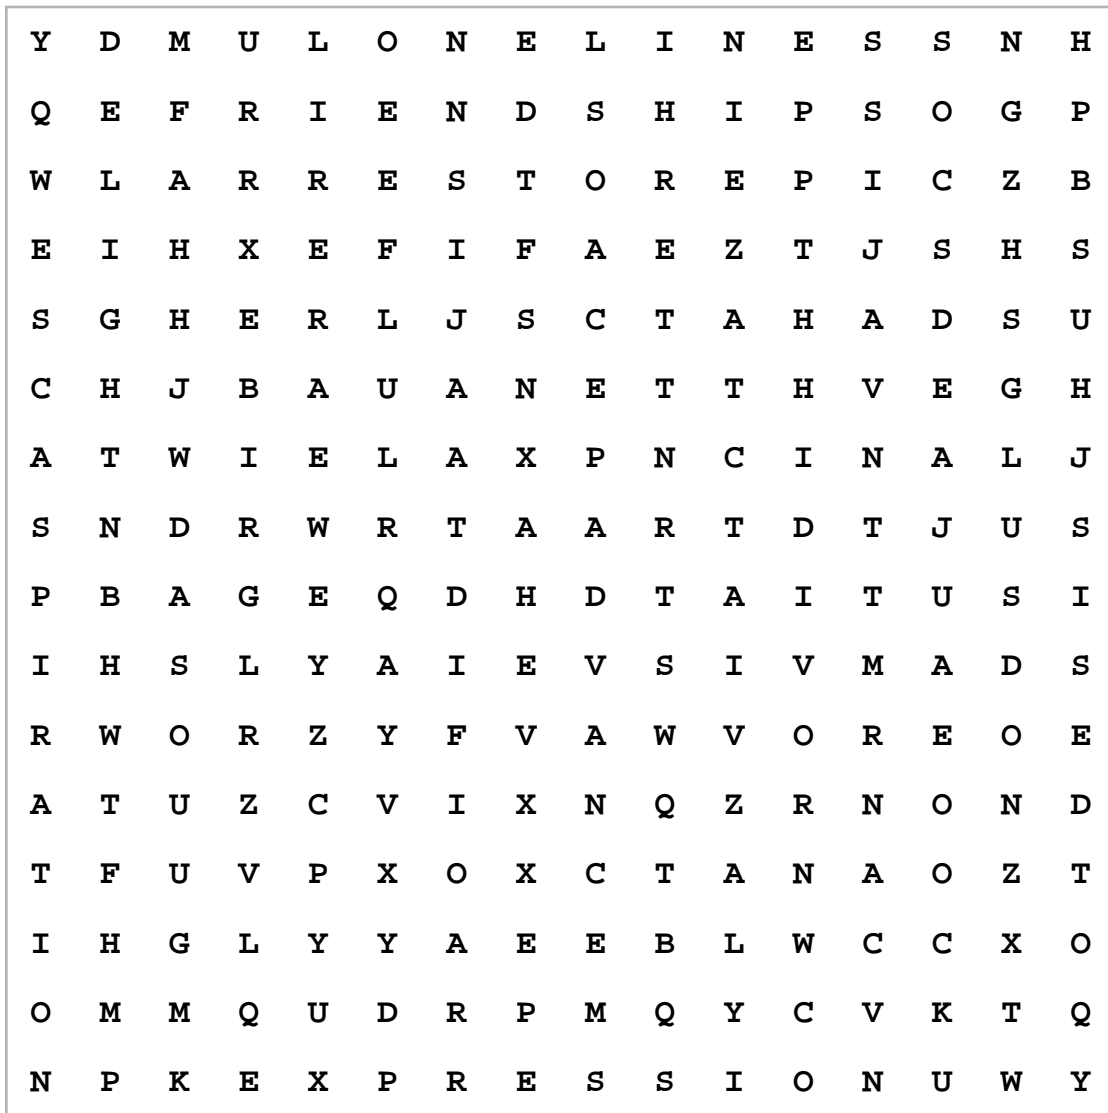 Y D M U L O N E L I N E S S N H
Q E F R I E N D S H I P S O G P
W L A R R E S T O R E P I C Z B
E I H X E F I F A E Z T J S H S
S G H E R L J S C T A H A D S U
C H J B A U A N E T T H V E G H
A T W I E L A X P N C I N A L J
S N D R W R T A A R T D T J U S
P B A G E Q D H D T A I T U S I
I H S L Y A I E V S I V M A D S
R W O R Z Y F V A W V O R E O E
A T U Z C V I X N Q Z R N O N D
T F U V P X O X C T A N A O Z T
I H G L Y Y A E E B L W C C X O
O M M Q U D R P M Q Y C V K T Q
N P K E X P R E S S I O N U W Y